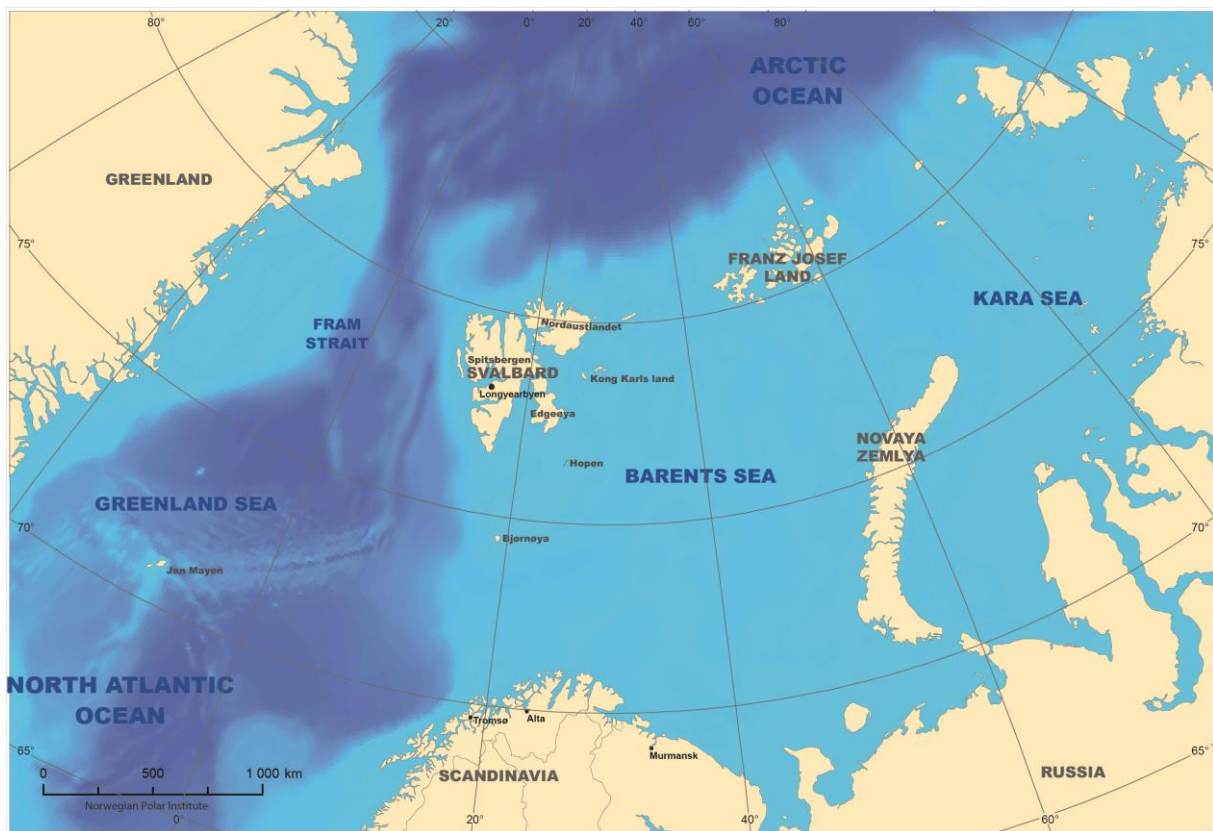 80°
20°
0°
20°
40°
60°
80°
ARCTIC
OCEAN
GREENLAND
75°
75°
FRANZ JOSEF
LAND
KARA SEA
FRAM
STRAIT
Nordaustlandet
Spitsbergen
SVALBARD
Longyearbyen
Kong Karls land
Edgeøya
NOVAYA
ZEMLYA
Hopen
BARENTS SEA
GREENLAND SEA
70°
70°
Bjørnøya
Jan Mayen
NORTH ATLANTIC
OCEAN
Tromsø
Alta
Murmansk
65°
65°
SCANDINAVIA
RUSSIA
0 500 1 000 km
Norwegian Polar Institute
0°
20°
40°
60°